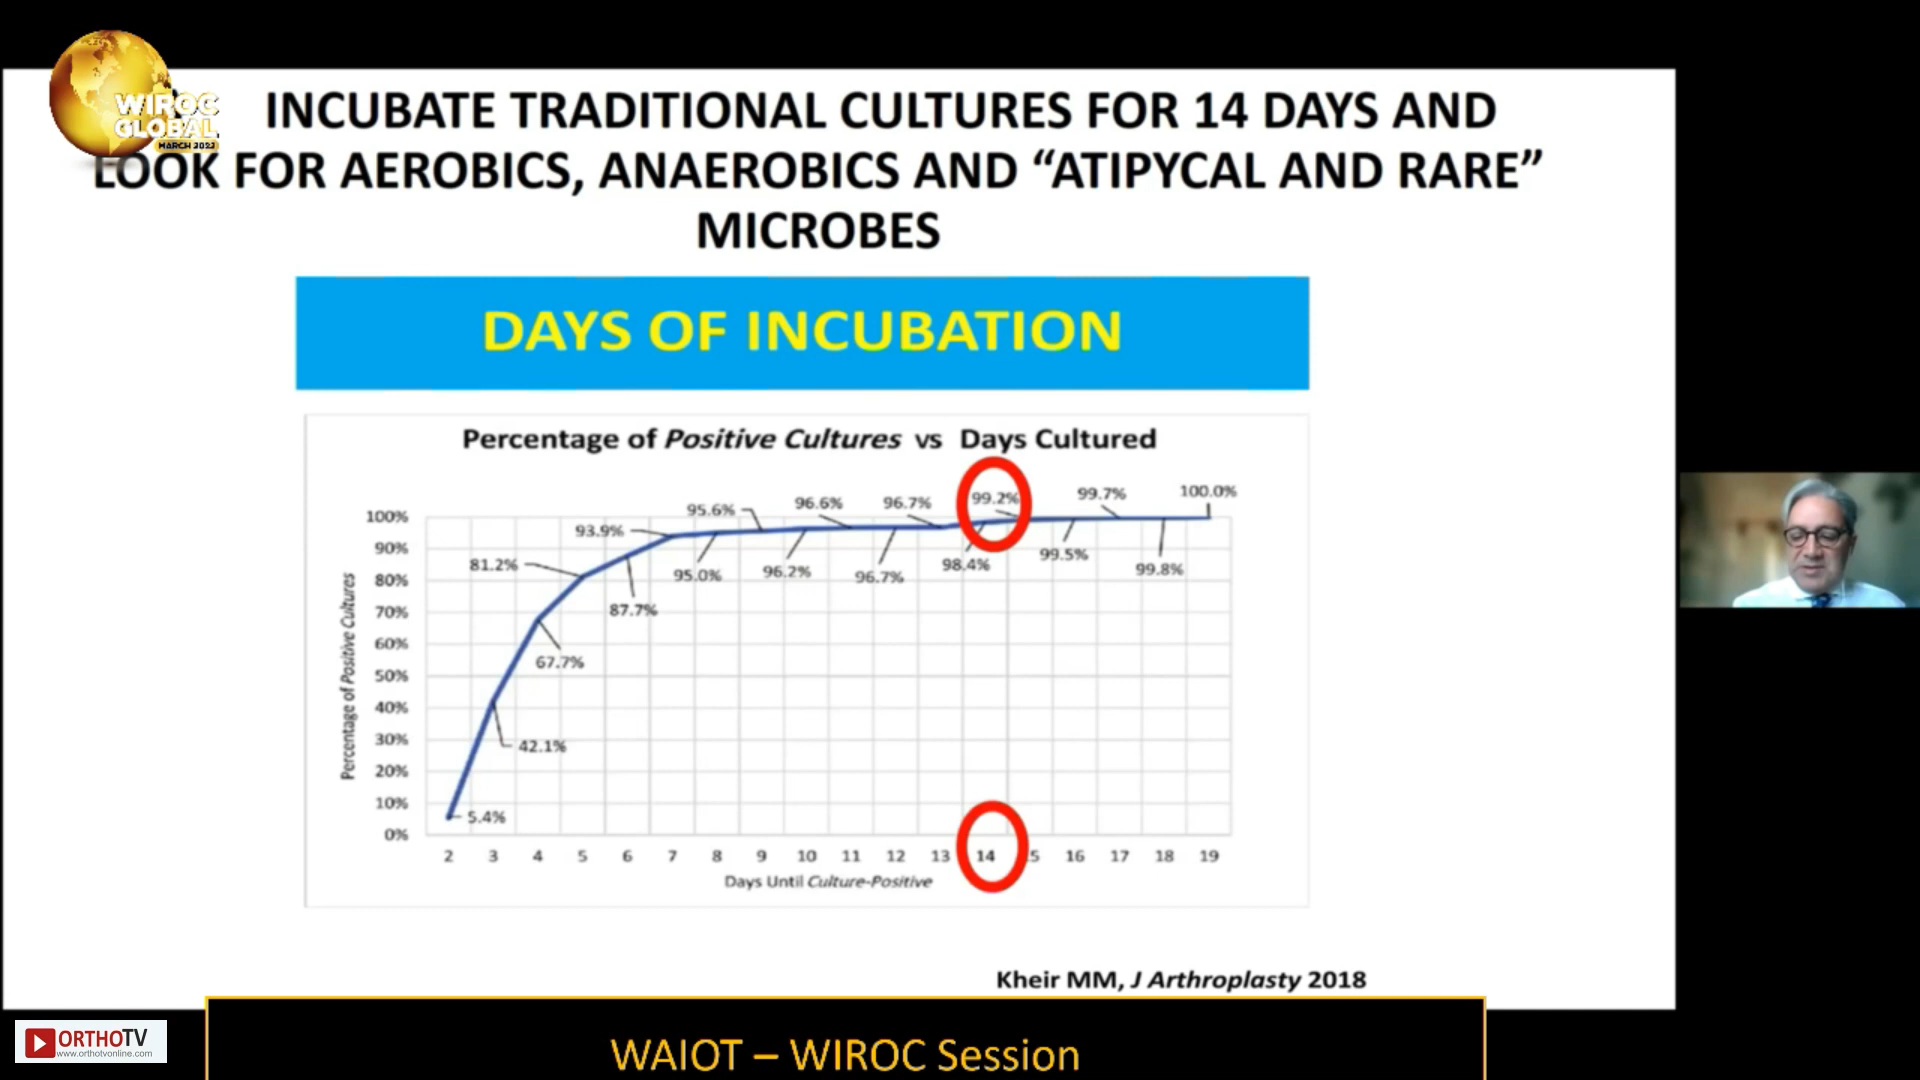 WIROC
GLOBAL
MARCH 2022
INCUBATE TRADITIONAL CULTURES FOR 14 DAYS AND
LOOK FOR AEROBICS, ANAEROBICS AND “ATIPYCAL AND RARE”
MICROBES
DAYS OF INCUBATION
Percentage of Positive Cultures vs Days Cultured
Percentage of Positive Cultures
100%
90%
80%
70%
60%
50%
40%
30%
20%
10%
0%
5.4%
42.1%
67.7%
81.2%
87.7%
93.9%
95.0%
95.6%
96.2%
96.6%
96.7%
96.7%
98.4%
99.2%
99.5%
99.7%
99.8%
100.0%
2 3 4 5 6 7 8 9 10 11 12 13 14 15 16 17 18 19
Days Until Culture-Positive
Kheir MM, J Arthroplasty 2018
ORTHOTV
www.orthotvonline.com
WAIOT – WIROC Session